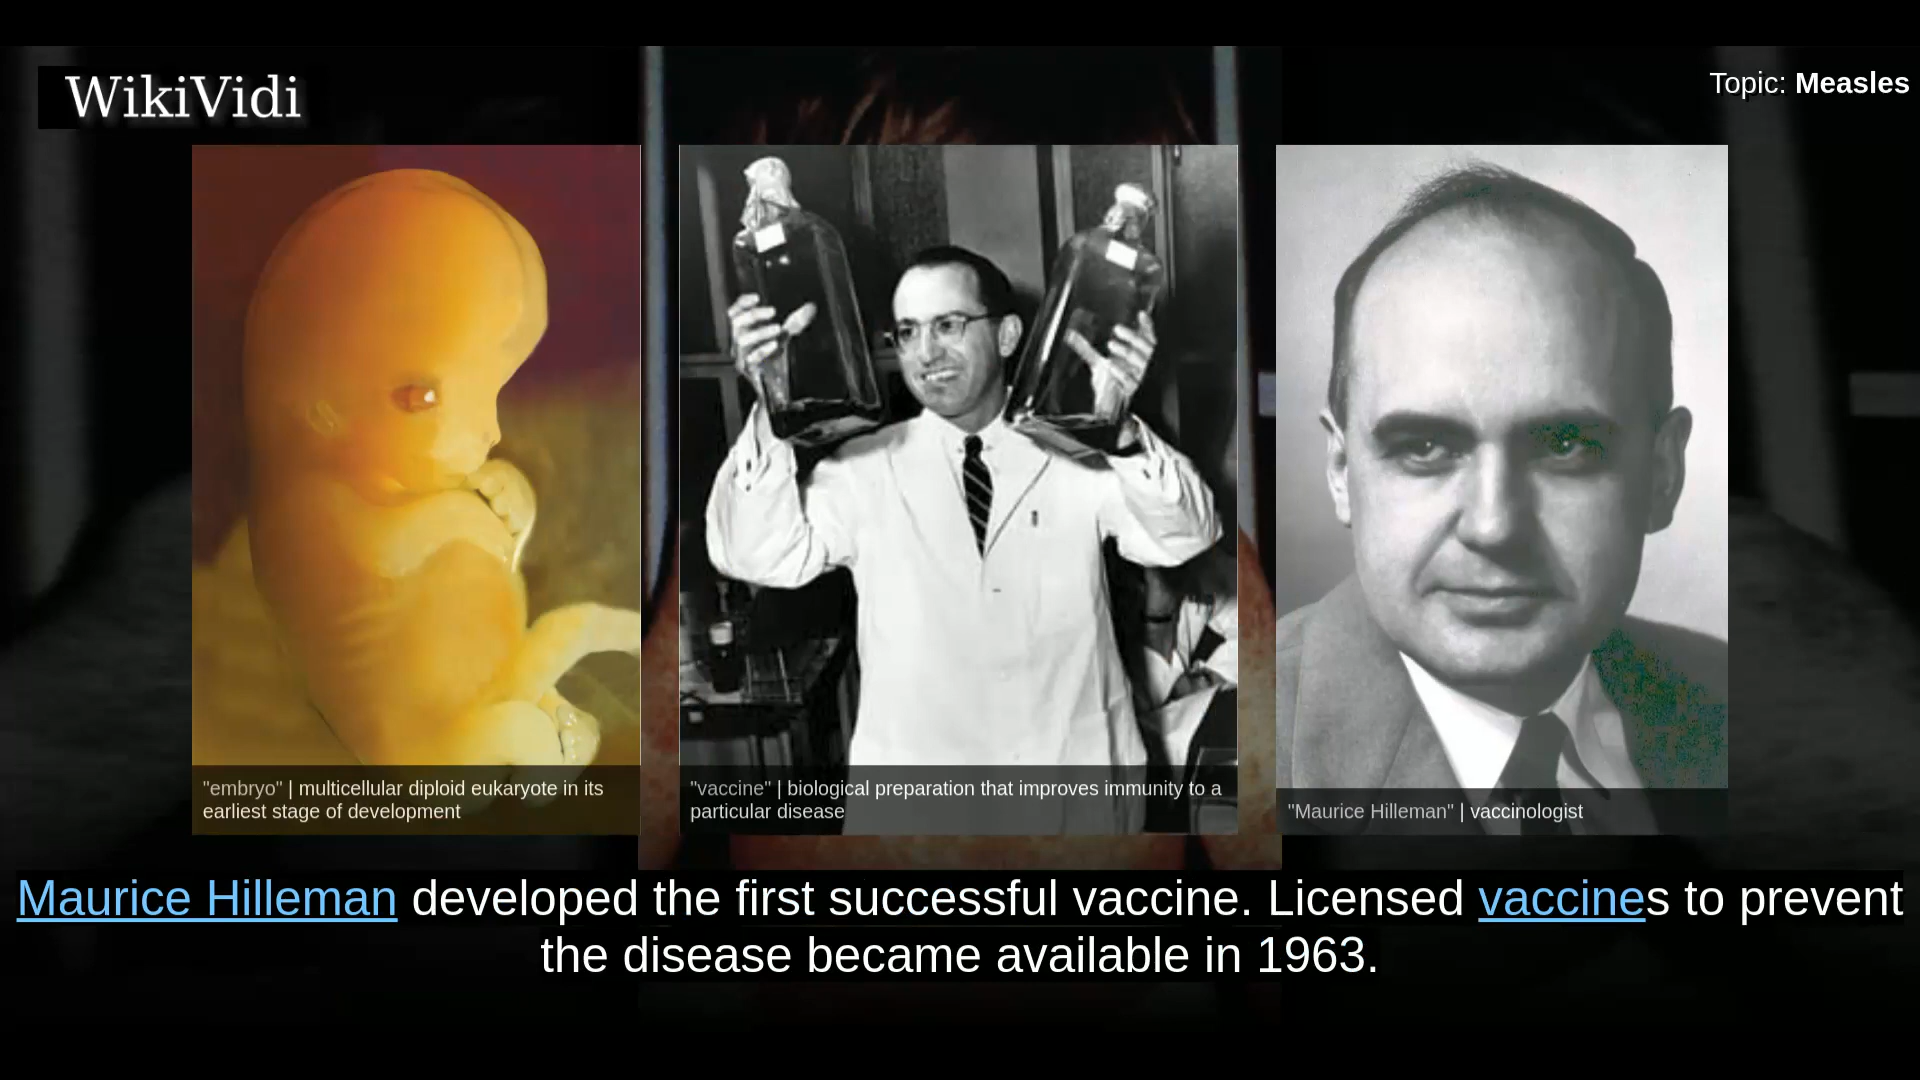 WikiVidi
Topic: Measles
"embryo" | multicellular diploid eukaryote in its
earliest stage of development
"vaccine" | biological preparation that improves immunity to a
particular disease
"Maurice Hilleman" | vaccinologist
Maurice Hilleman developed the first successful vaccine. Licensed vaccines to prevent
the disease became available in 1963.